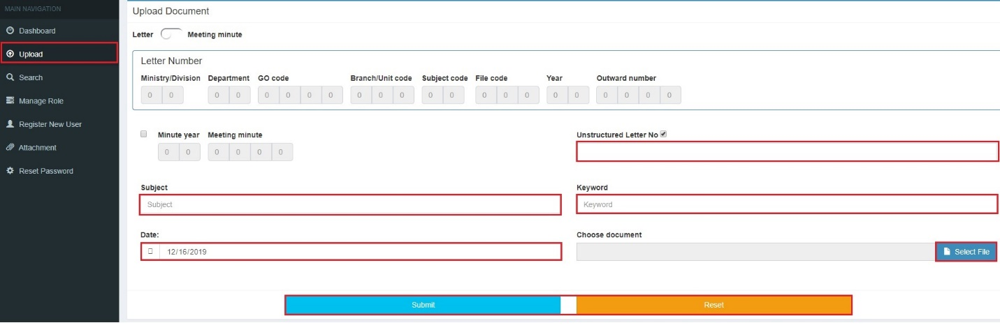 MAIN NAVIGATION
Dashboard
Upload
Search
Manage Role
Register New User
Attachment
Reset Password
Upload Document
Letter Meeting minute
Letter Number
Ministry/Division Department GO code Branch/Unit code Subject code File code Year Outward number
0 0 0 0 0 0 0 0 0 0 0 0 0 0 0 0 0 0 0 0 0 0
Minute year Meeting minute Unstructured Letter No
0 0 0 0 0 0
Subject Keyword
Subject Keyword
Date: Choose document
12/16/2019 Select File
Submit Reset